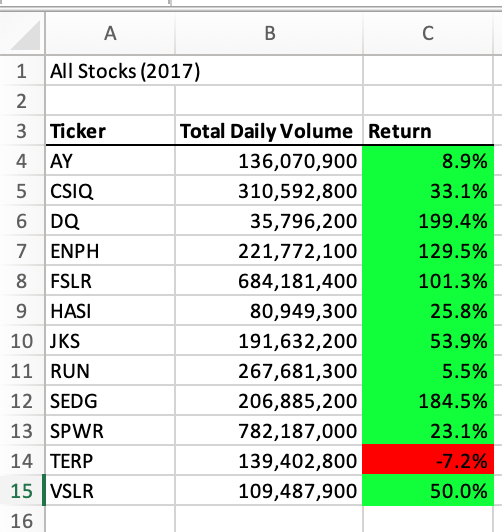 A B C
1 All Stocks (2017)
2
3 Ticker Total Daily Volume Return
4 AY 136,070,900 8.9%
5 CSIQ 310,592,800 33.1%
6 DQ 35,796,200 199.4%
7 ENPH 221,772,100 129.5%
8 FSLR 684,181,400 101.3%
9 HASI 80,949,300 25.8%
10 JKS 191,632,200 53.9%
11 RUN 267,681,300 5.5%
12 SEDG 206,885,200 184.5%
13 SPWR 782,187,000 23.1%
14 TERP 139,402,800 -7.2%
15 VSLR 109,487,900 50.0%
16